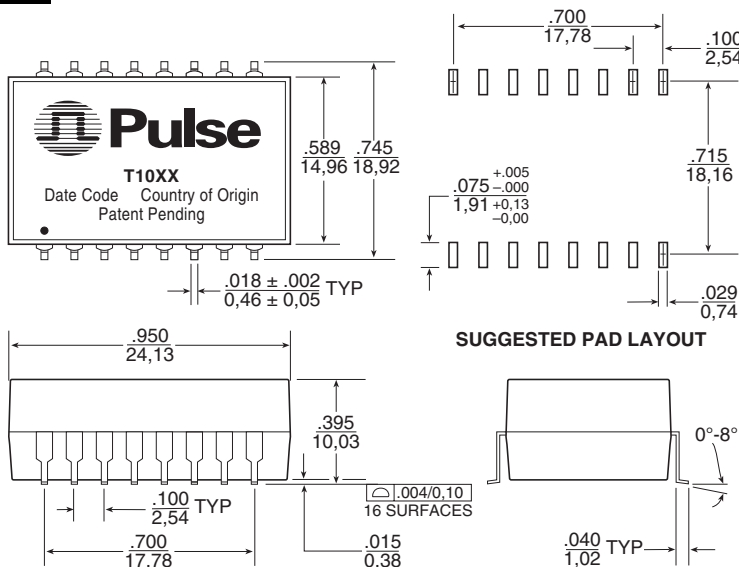 Pulse
T10XX
Date Code Country of Origin
Patent Pending
.589
14,96
.745
18,92
.018 ± .002
0,46 ± 0,05
TYP
.700
17,78
.100
2,54
.715
18,16
.075 +.005 –.000
1,91 +0,13 –0,00
.029
0,74
SUGGESTED PAD LAYOUT
.950
24,13
.395
10,03
.100
2,54
TYP
.700
17,78
.004/0,10
16 SURFACES
.015
0,38
0°-8°
.040
1,02
TYP